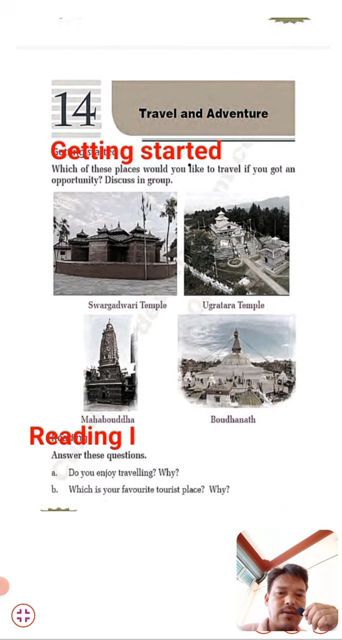 14
Travel and Adventure
Getting started
Which of these places would you like to travel if you got an
opportunity? Discuss in group.
Swargadwari Temple
Ugratara Temple
Mahabouddha
Boudhanath
Reading I
Answer these questions.
a. Do you enjoy travelling? Why?
b. Which is your favourite tourist place? Why?